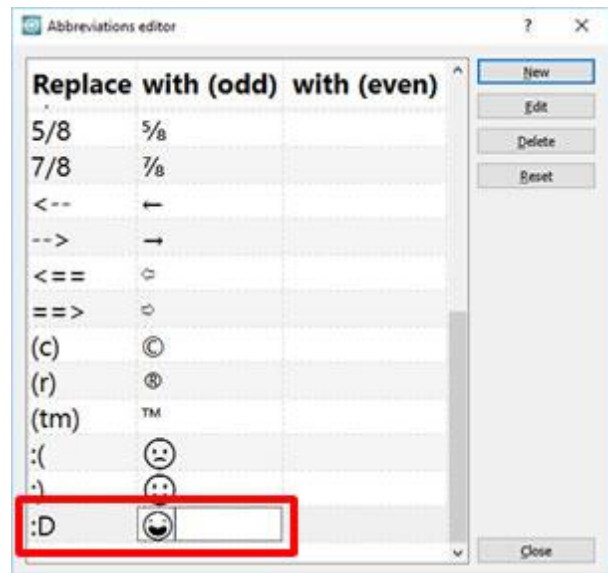 Abbreviations editor
Replace with (odd) with (even)
5/8 ⅝
7/8 ⅞
<-- ←
--> →
<== ⇦
==> ⇨
(c) ©
(r) ®
(tm) ™
:( ☹
:) ☺
:D 😀
New
Edit
Delete
Reset
Close